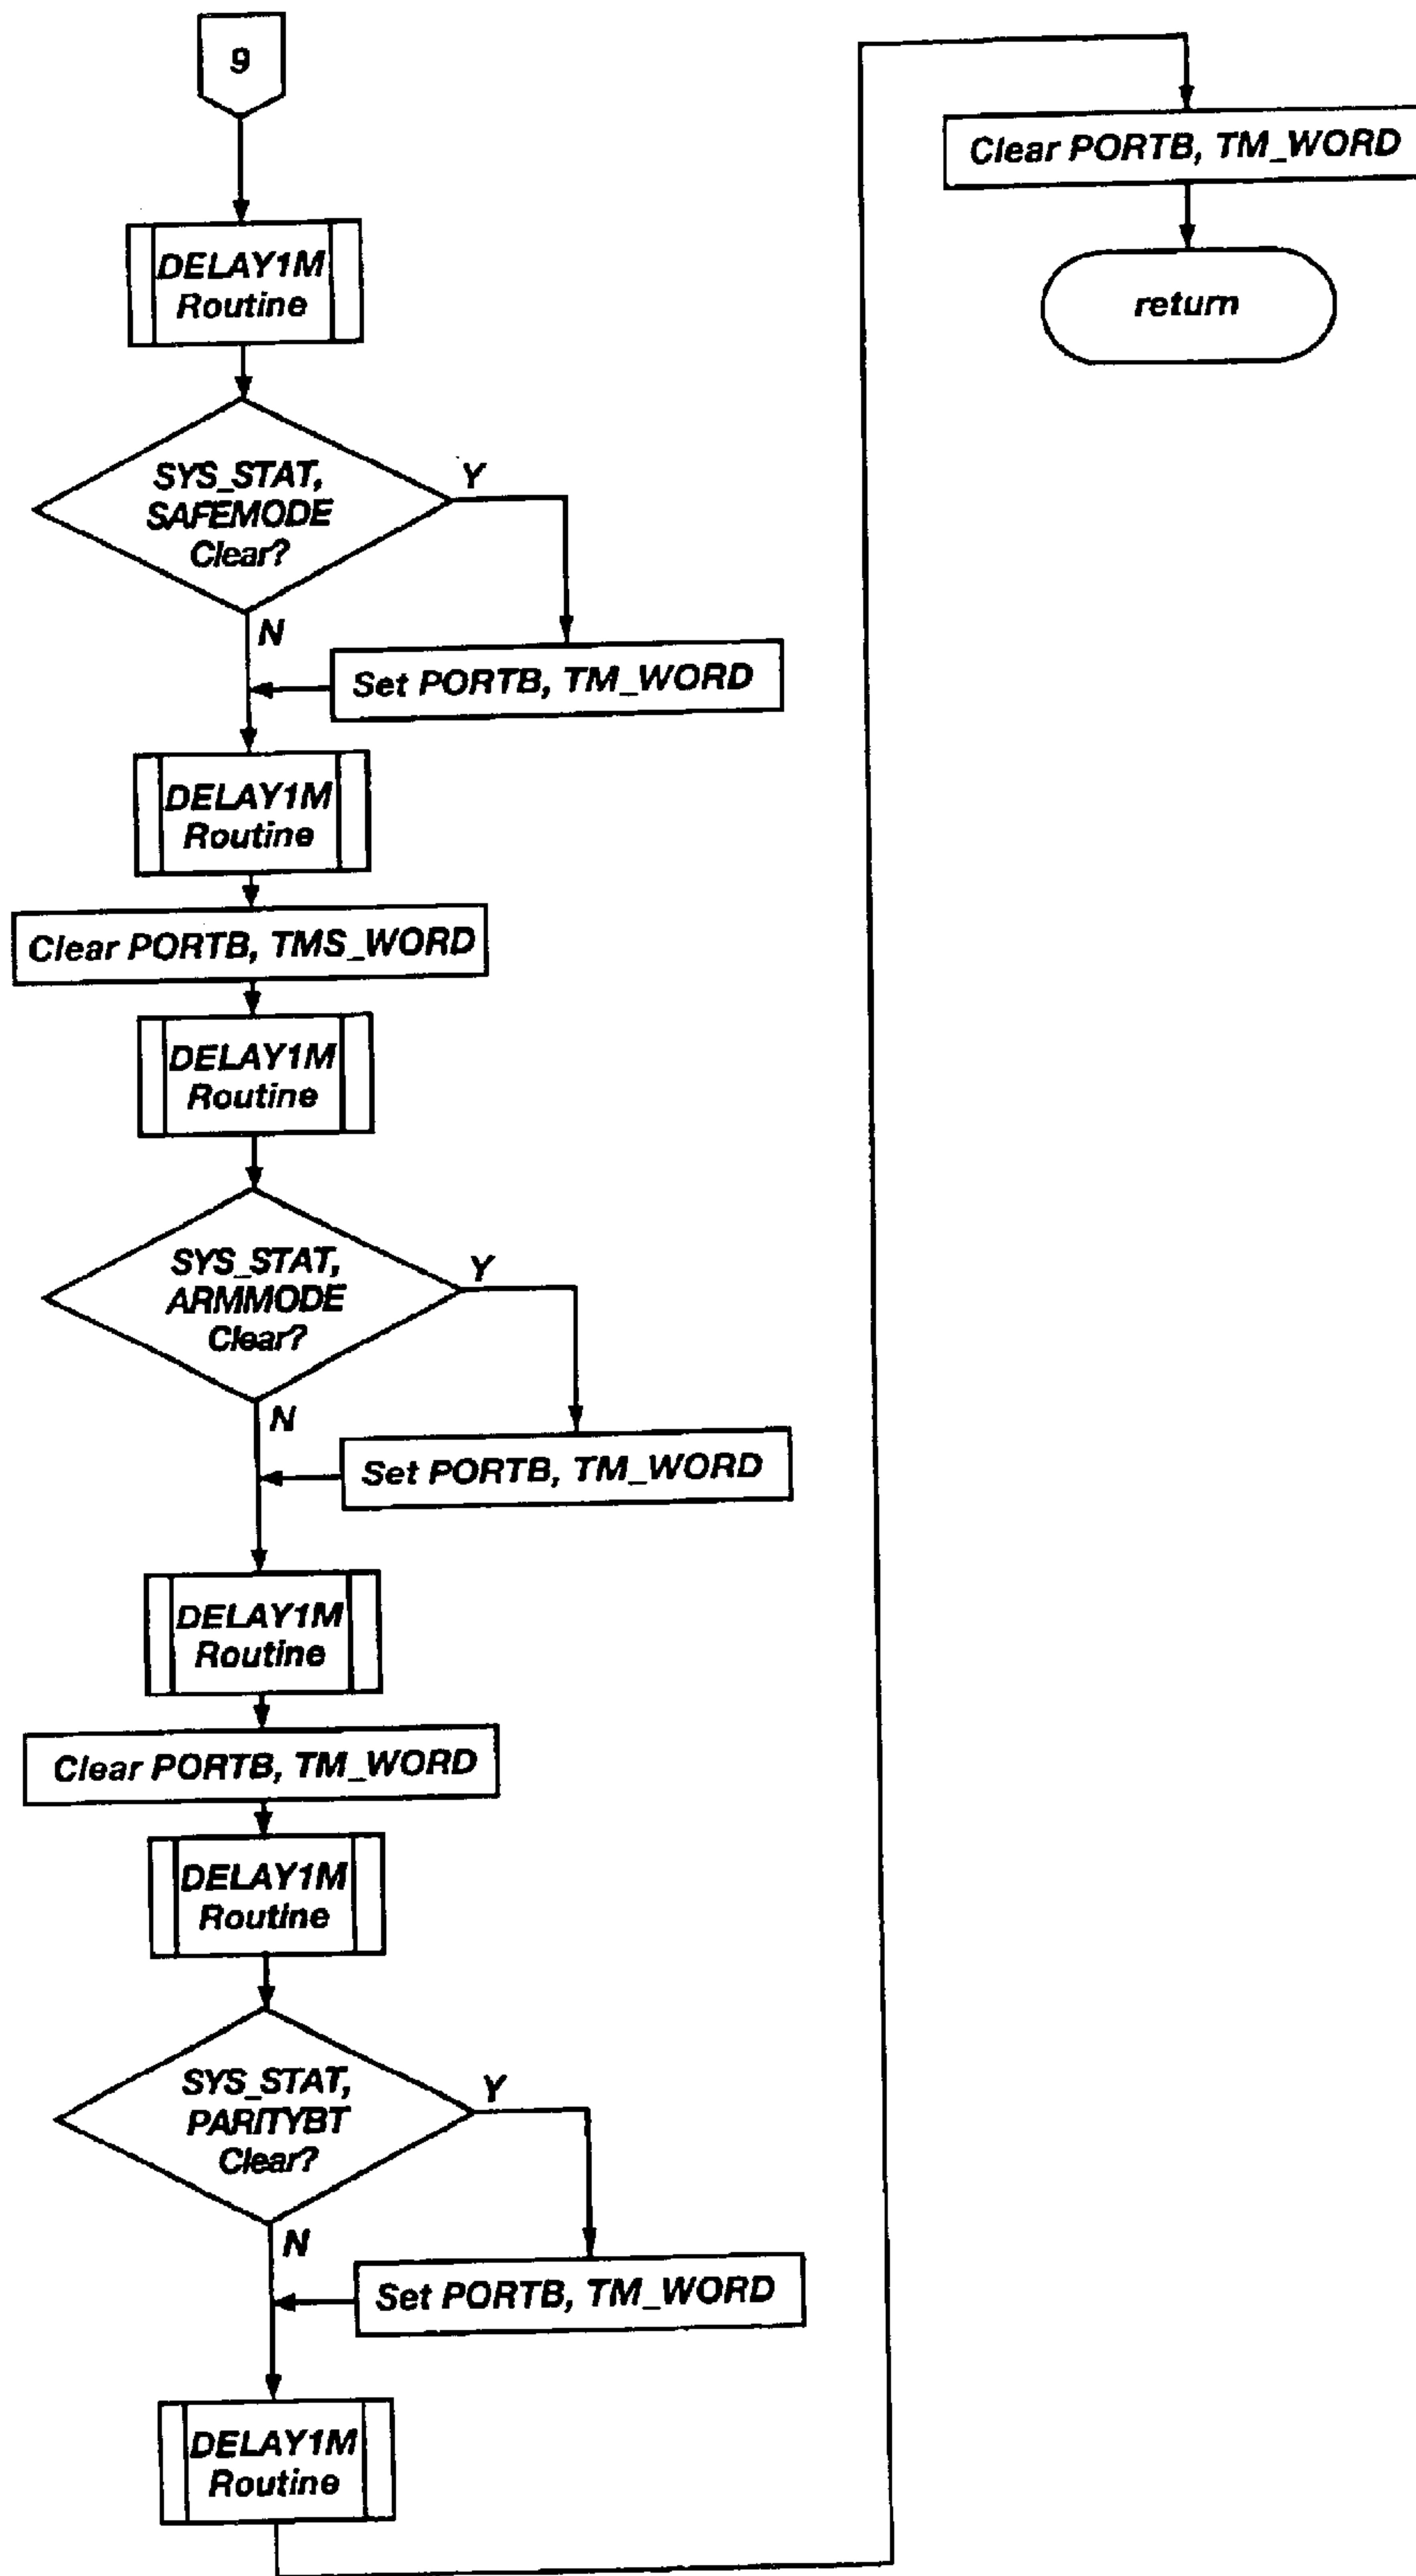 9
DELAY1M
Routine
SYS_STAT,
SAFEMODE
Clear?
Y
N
Set PORTB, TM_WORD
DELAY1M
Routine
Clear PORTB, TMS_WORD
DELAY1M
Routine
SYS_STAT,
ARMMODE
Clear?
Y
N
Set PORTB, TM_WORD
DELAY1M
Routine
Clear PORTB, TM_WORD
DELAY1M
Routine
SYS_STAT,
PARITYBT
Clear?
Y
N
Set PORTB, TM_WORD
DELAY1M
Routine
Clear PORTB, TM_WORD
return